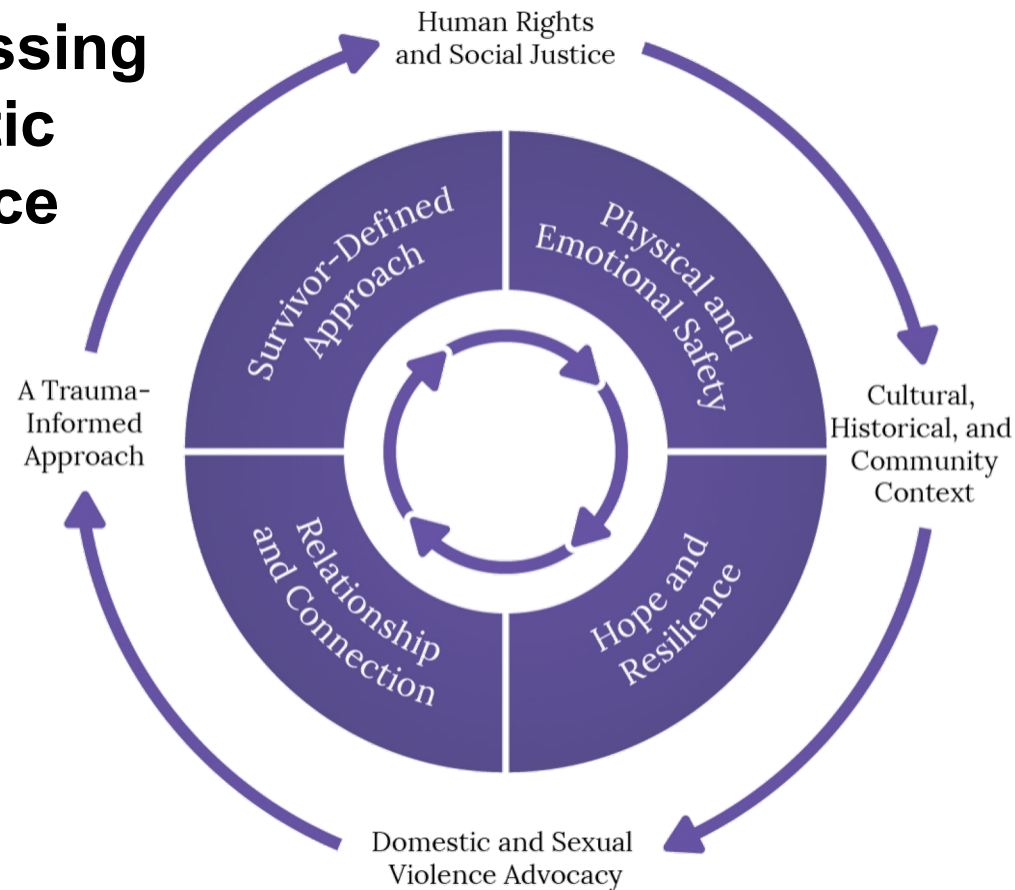 ssing
tic
ce
Human Rights
and Social Justice
Survivor-Defined
Approach
Physical and
Emotional Safety
A Trauma-
Informed
Approach
Cultural,
Historical, and
Community
Context
Relationship
and Connection
Hope and
Resilience
Domestic and Sexual
Violence Advocacy